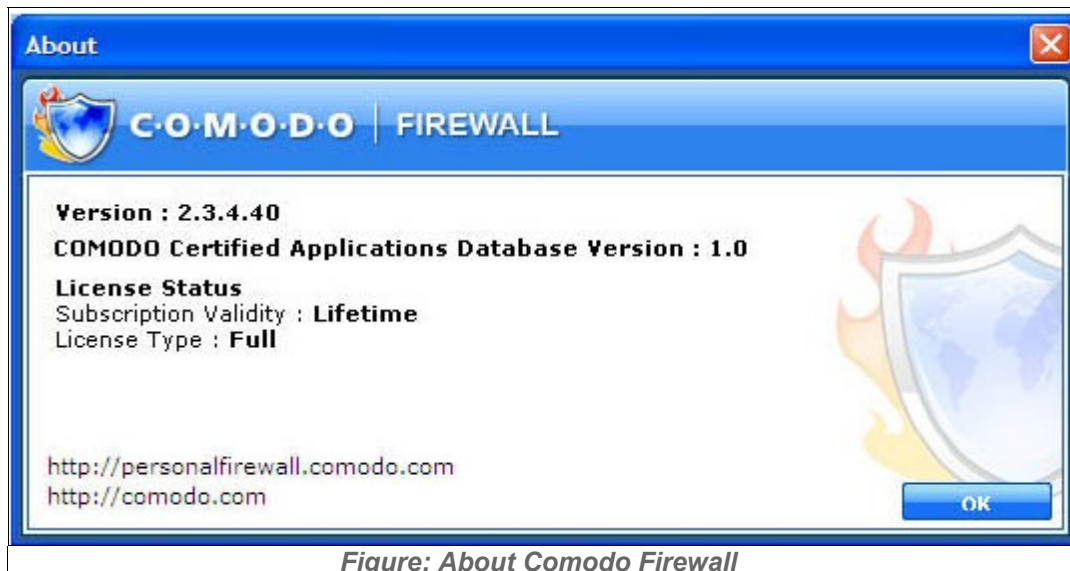 About
C·O·M·O·D·O | FIREWALL
Version : 2.3.4.40
COMODO Certified Applications Database Version : 1.0
License Status
Subscription Validity : Lifetime
License Type : Full
http://personalfirewall.comodo.com
http://comodo.com
OK
Figure: About Comodo Firewall